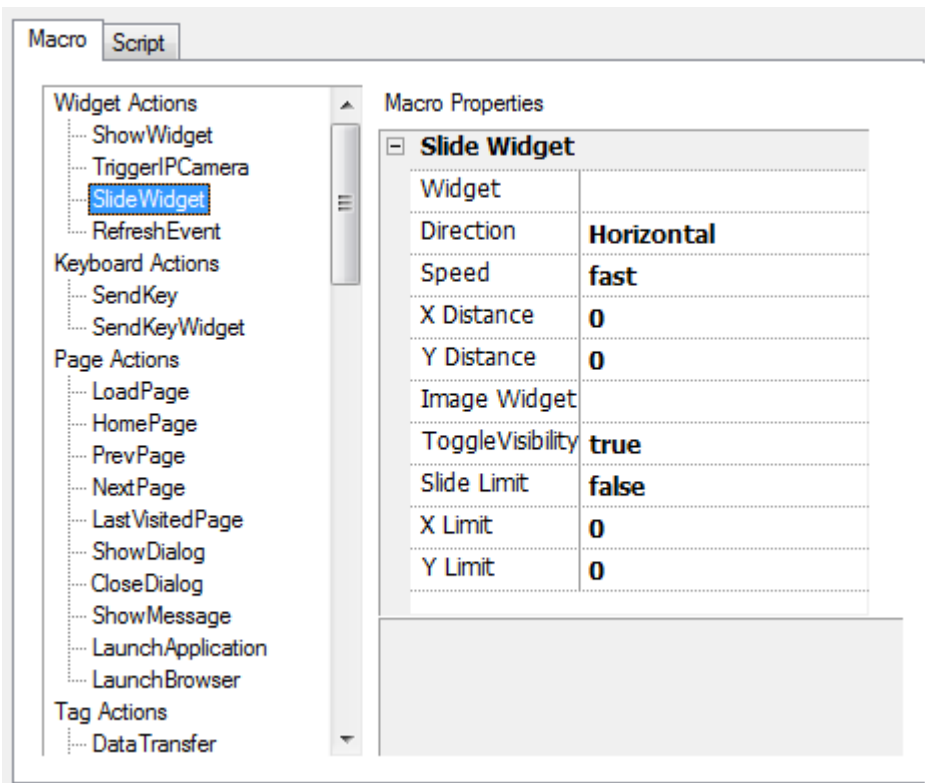 Macro Script
Widget Actions
ShowWidget
TriggerIPCamera
SlideWidget
RefreshEvent
Keyboard Actions
SendKey
SendKeyWidget
Page Actions
LoadPage
HomePage
PrevPage
NextPage
LastVisitedPage
ShowDialog
CloseDialog
ShowMessage
LaunchApplication
LaunchBrowser
Tag Actions
DataTransfer
Macro Properties
Slide Widget
Widget
Direction Horizontal
Speed fast
X Distance 0
Y Distance 0
Image Widget
ToggleVisibility true
Slide Limit false
X Limit 0
Y Limit 0